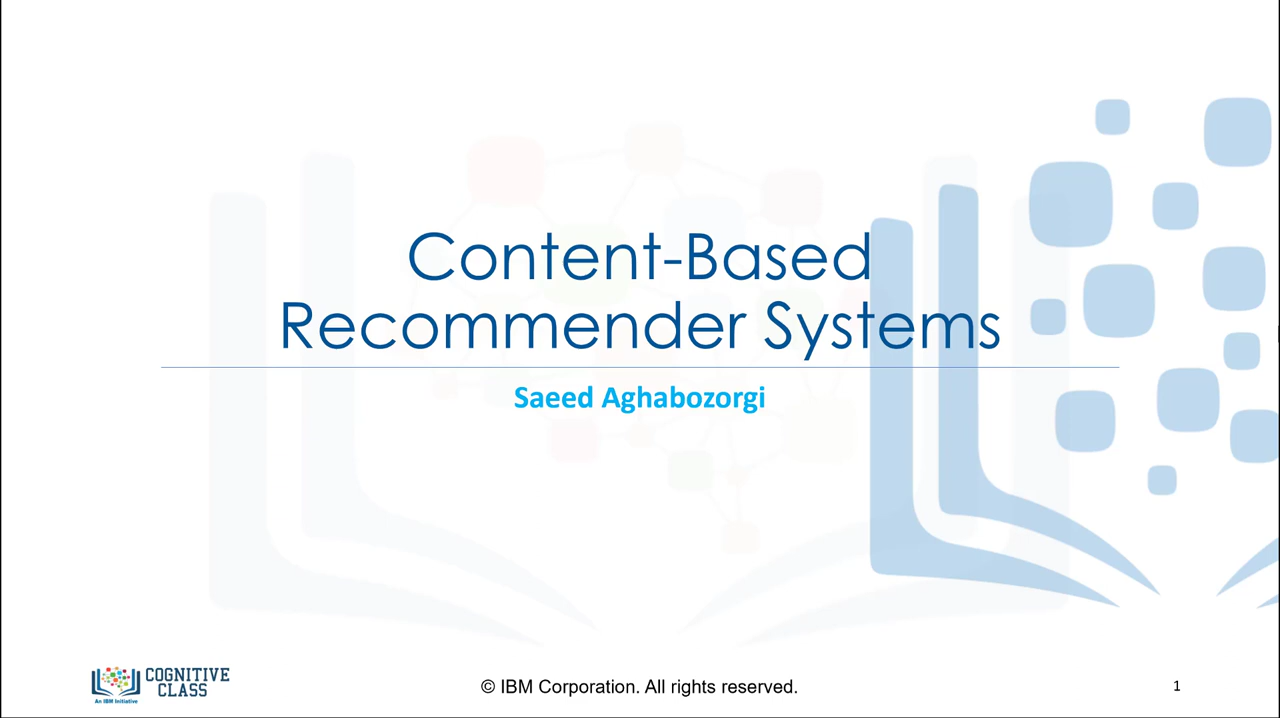 Content-Based
Recommender Systems
Saeed Aghabozorgi
COGNITIVE
CLASS
An IBM Initiative
© IBM Corporation. All rights reserved.
1